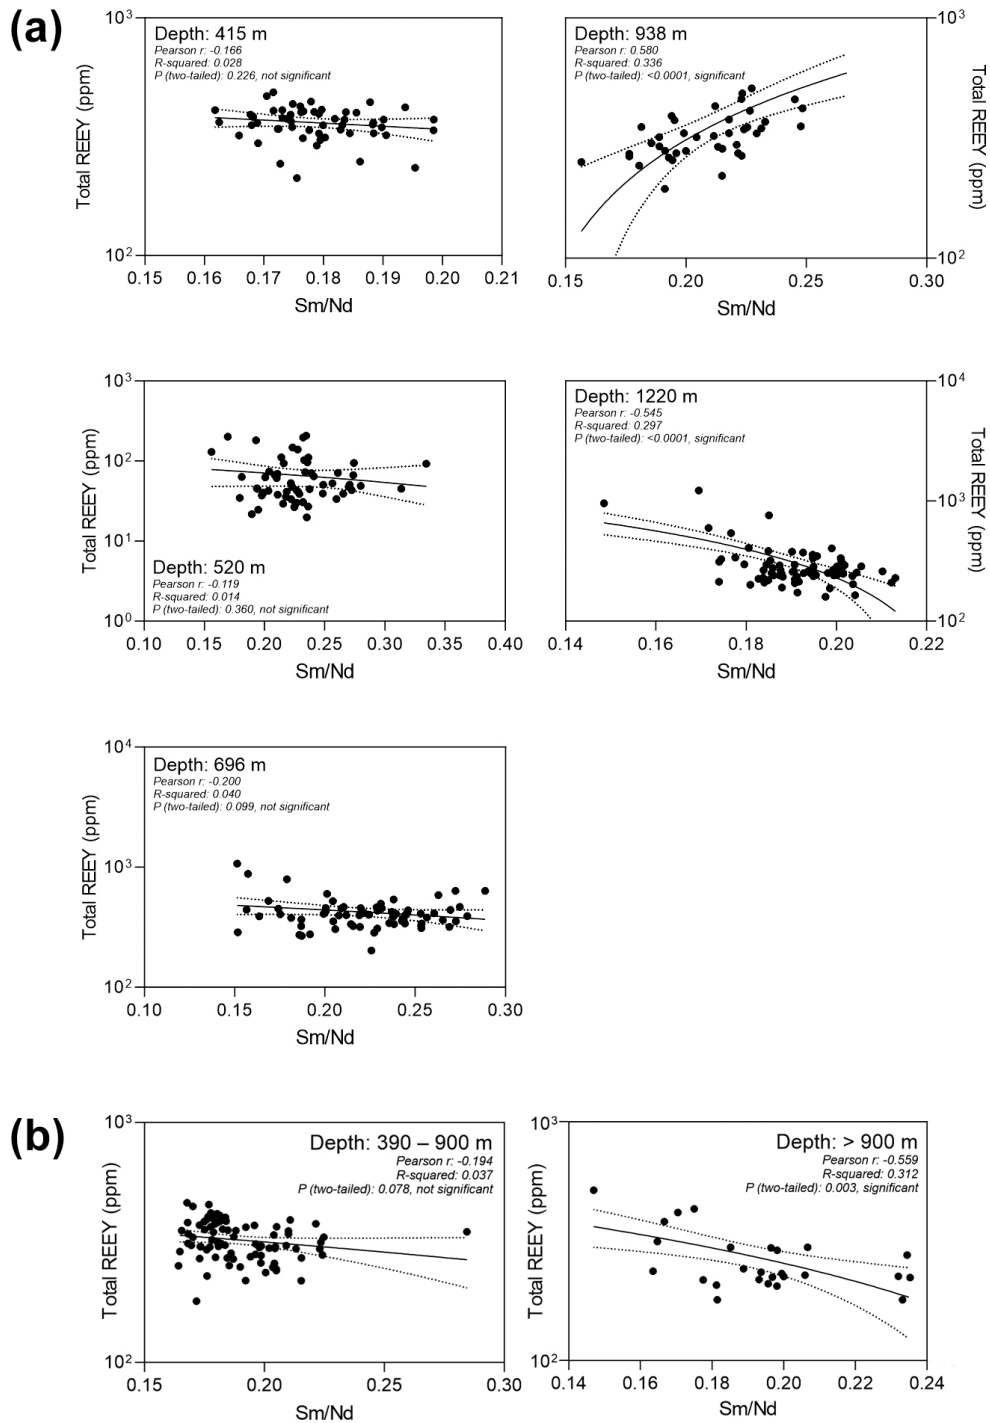 (a)
Depth: 415 m
Pearson r: -0.166
R-squared: 0.028
P (two-tailed): 0.226, not significant
10³
10²
Total REEY (ppm)
0.15 0.16 0.17 0.18 0.19 0.20 0.21
Sm/Nd
Depth: 938 m
Pearson r: 0.580
R-squared: 0.336
P (two-tailed): <0.0001, significant
10³
10²
Total REEY (ppm)
0.15 0.20 0.25 0.30
Sm/Nd
10³
10²
10¹
10⁰
Total REEY (ppm)
Depth: 520 m
Pearson r: -0.119
R-squared: 0.014
P (two-tailed): 0.360, not significant
0.10 0.15 0.20 0.25 0.30 0.35 0.40
Sm/Nd
Depth: 1220 m
Pearson r: -0.545
R-squared: 0.297
P (two-tailed): <0.0001, significant
10⁴
10³
10²
Total REEY (ppm)
0.14 0.16 0.18 0.20 0.22
Sm/Nd
Depth: 696 m
Pearson r: -0.200
R-squared: 0.040
P (two-tailed): 0.099, not significant
10⁴
10³
10²
Total REEY (ppm)
0.10 0.15 0.20 0.25 0.30
Sm/Nd
(b)
Depth: 390 – 900 m
Pearson r: -0.194
R-squared: 0.037
P (two-tailed): 0.078, not significant
10³
10²
Total REEY (ppm)
0.15 0.20 0.25 0.30
Sm/Nd
Depth: > 900 m
Pearson r: -0.559
R-squared: 0.312
P (two-tailed): 0.003, significant
10³
10²
Total REEY (ppm)
0.14 0.16 0.18 0.20 0.22 0.24
Sm/Nd